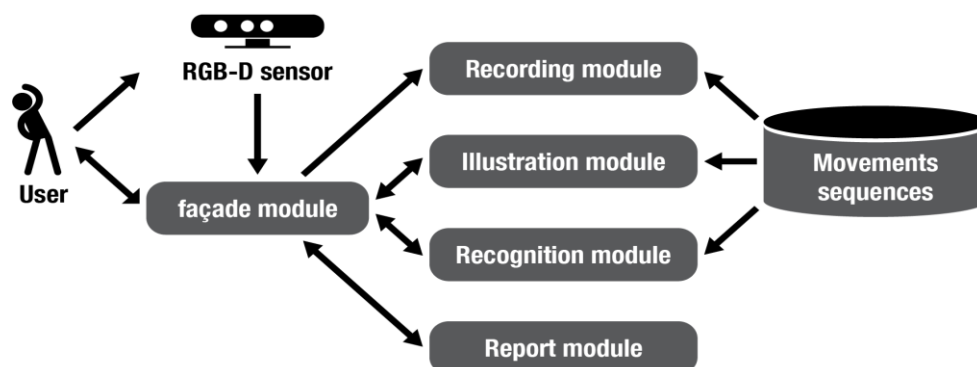 RGB-D sensor
User
façade module
Recording module
Illustration module
Recognition module
Report module
Movements
sequences